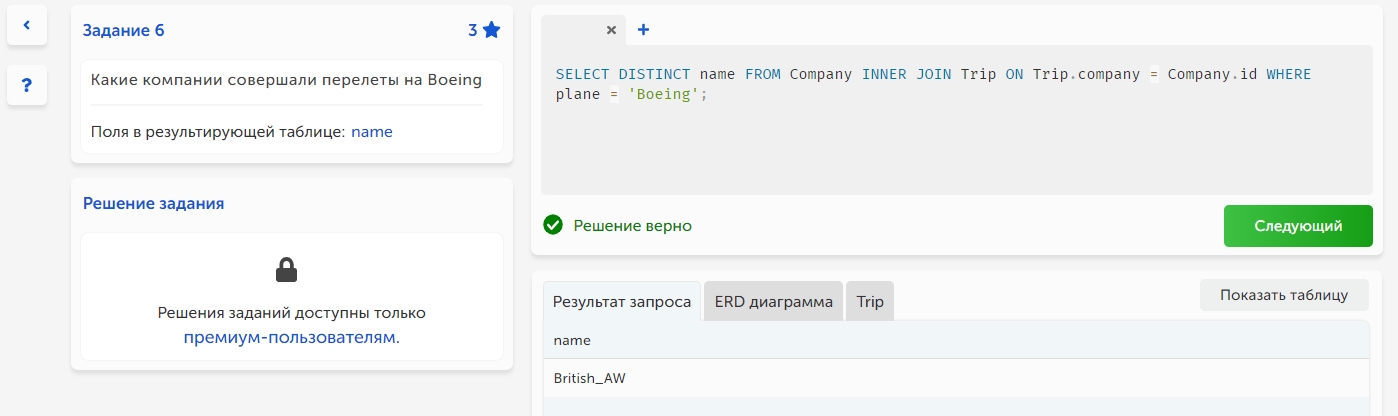 Задание 6
3
?
Какие компании совершали перелеты на Boeing
Поля в результирующей таблице: name
Решение задания
Решения заданий доступны только
премиум-пользователям.
SELECT DISTINCT name FROM Company INNER JOIN Trip ON Trip.company = Company.id WHERE
plane = 'Boeing';
Решение верно
Следующий
Результат запроса
ERD диаграмма
Trip
Показать таблицу
name
British_AW